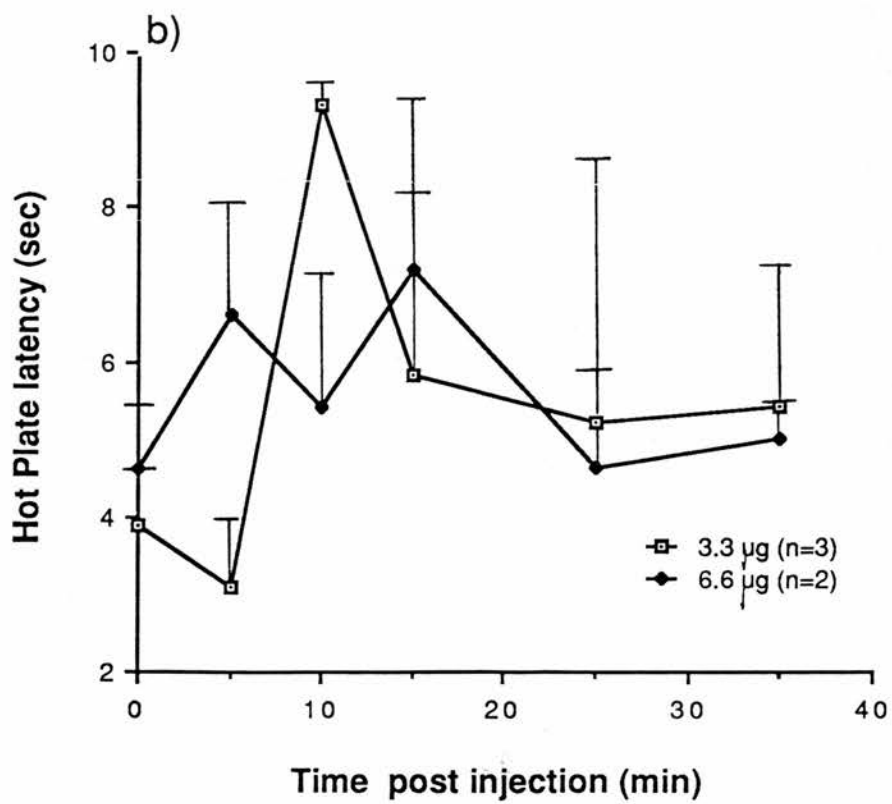 b)
10
8
6
4
2
Hot Plate latency (sec)
3.3 µg (n=3)
6.6 µg (n=2)
0 10 20 30 40
Time post injection (min)